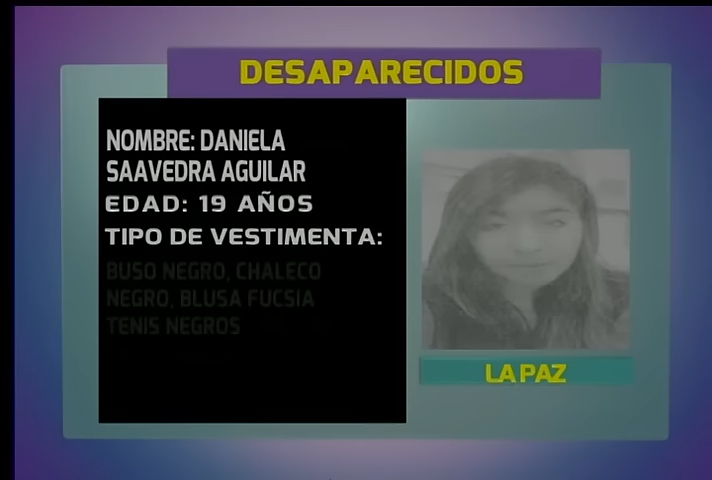 DESAPARECIDOS
NOMBRE: DANIELA
SAAVEDRA AGUILAR
EDAD: 19 AÑOS
TIPO DE VESTIMENTA:
BUSO NEGRO, CHALECO
NEGRO, BLUSA FUCSIA
TENIS NEGROS
LA PAZ